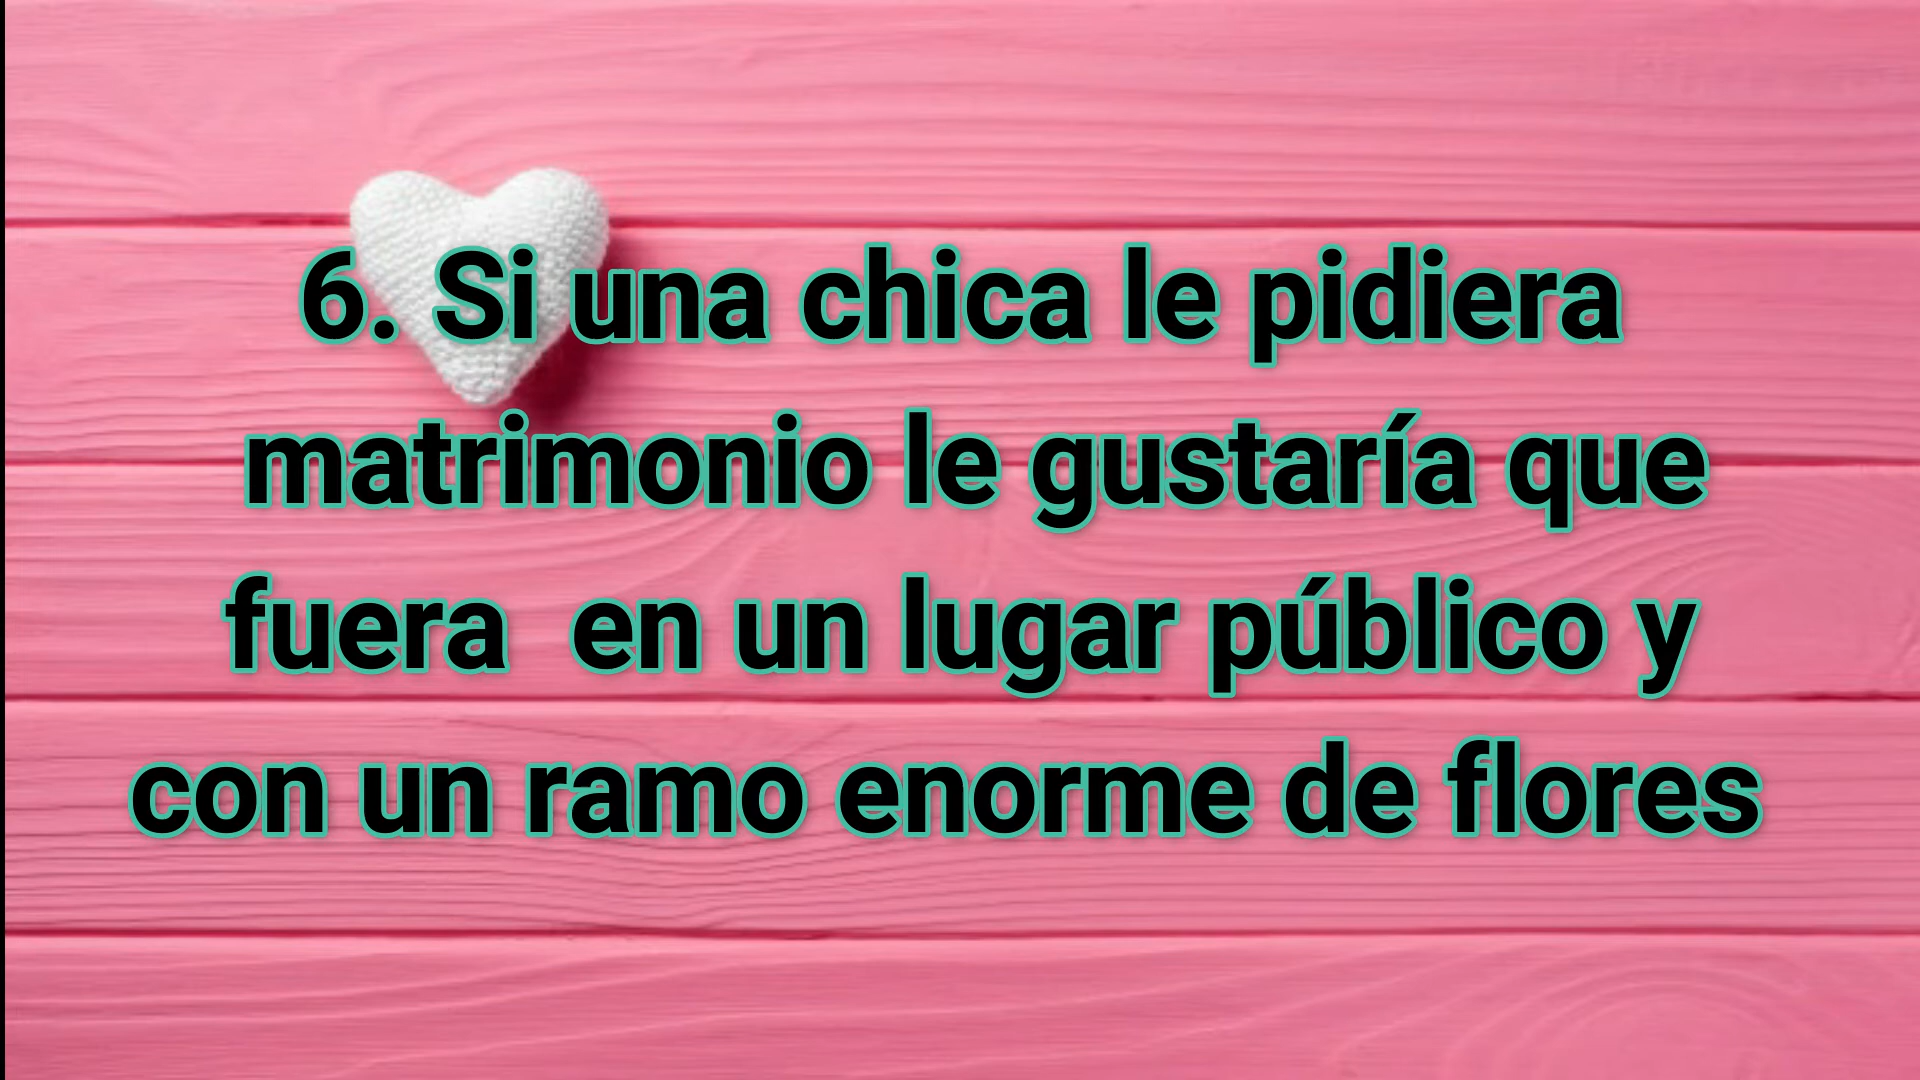 6. Si una chica le pidiera
matrimonio le gustaría que
fuera  en un lugar público y
con un ramo enorme de flores